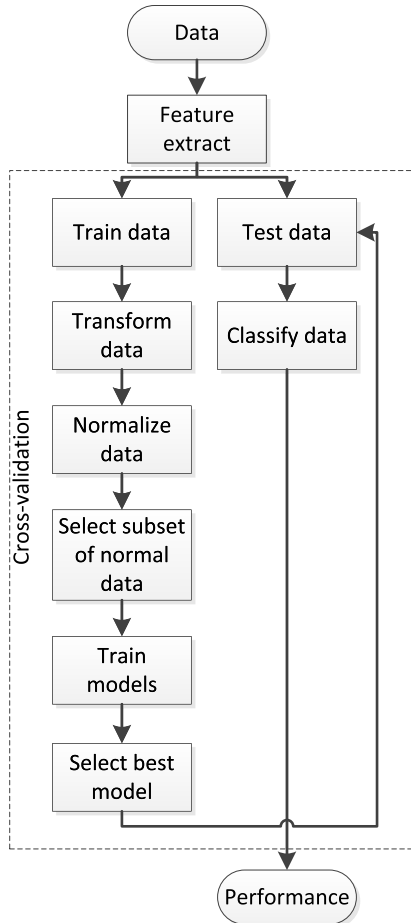 Data
Feature
extract
Cross-validation
Train data
Transform
data
Normalize
data
Select subset
of normal
data
Train
models
Select best
model
Test data
Classify data
Performance